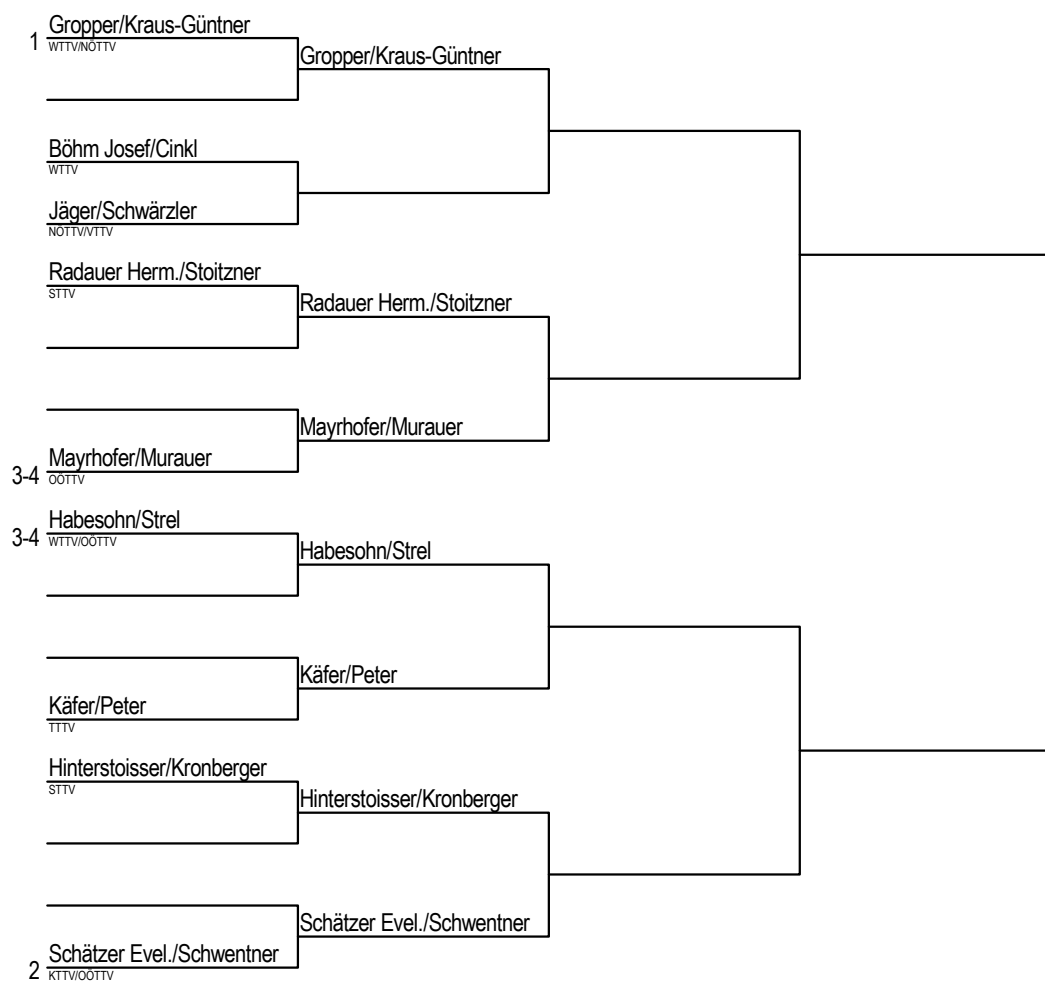 Gropper/Kraus-Güntner
1 WTTV/NÖTTV
Gropper/Kraus-Güntner
Böhm Josef/Cinkl
WTTV
Jäger/Schwärzler
NÖTTV/VTTV
Radauer Herm./Stoitzner
STTV
Radauer Herm./Stoitzner
Mayrhofer/Murauer
Mayrhofer/Murauer
3-4 OÖTTV
Habesohn/Strel
3-4 WTTV/OÖTTV
Habesohn/Strel
Käfer/Peter
Käfer/Peter
TTTV
Hinterstoisser/Kronberger
STTV
Hinterstoisser/Kronberger
Schätzer Evel./Schwentner
Schätzer Evel./Schwentner
2 KTTV/OÖTTV